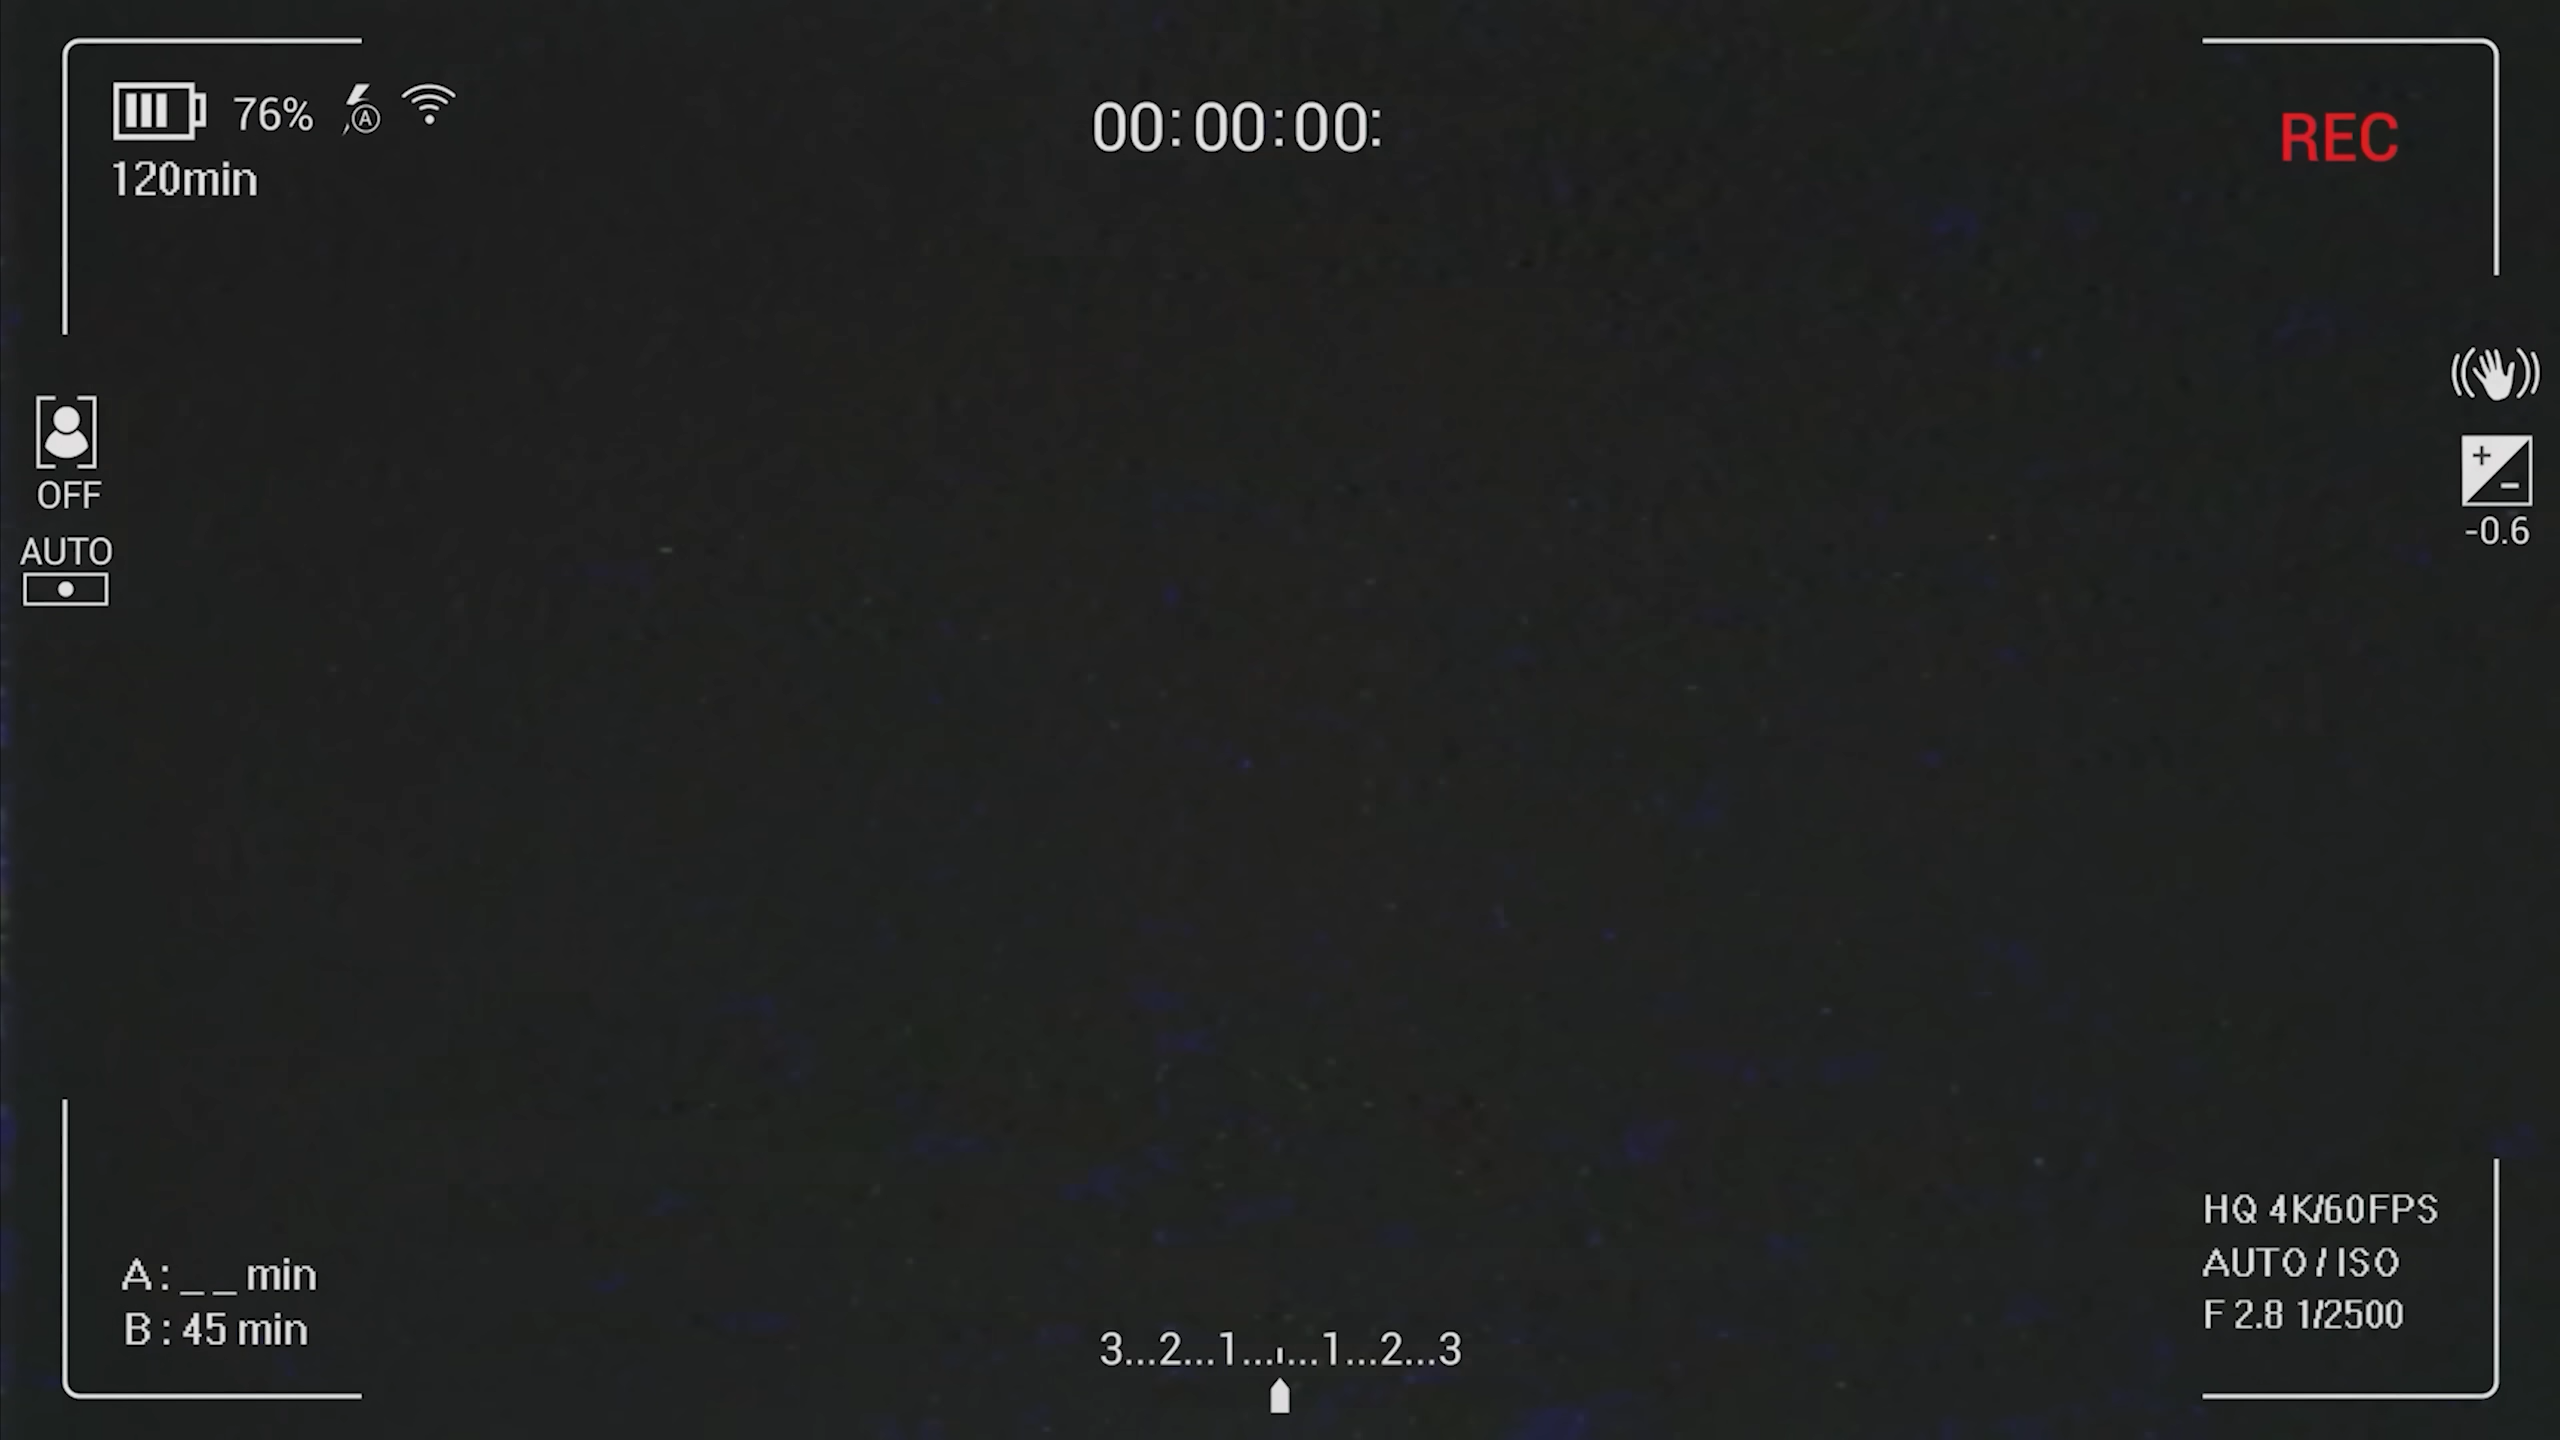 76%
120min
00:00:00:
REC
OFF
AUTO
-0.6
A: _ _ min
B: 45 min
3...2...1...ı...1...2...3
HQ 4K/60FPS
AUTO / ISO
F 2.8 1/2500